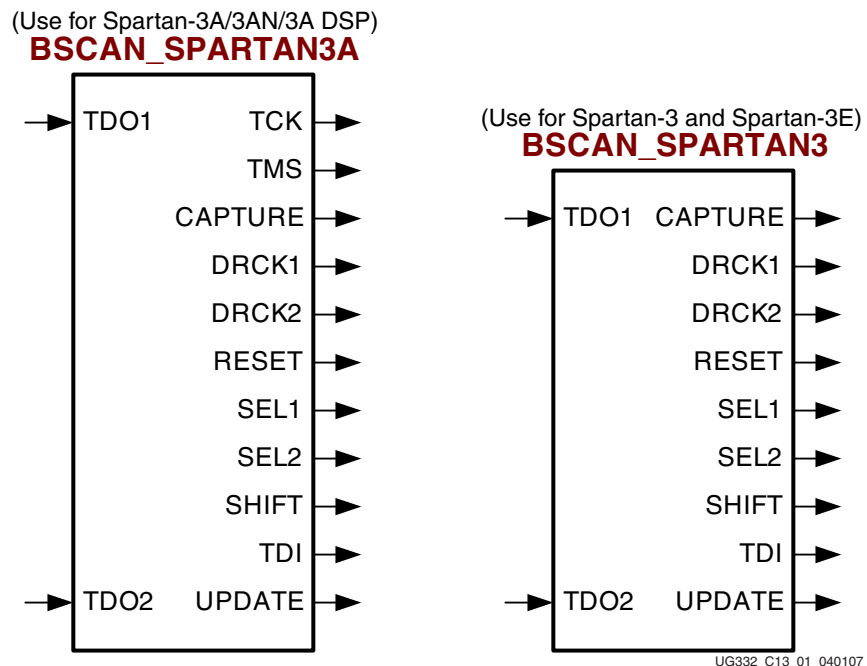 (Use for Spartan-3A/3AN/3A DSP)
BSCAN_SPARTAN3A
TDO1 TCK
TMS
CAPTURE
DRCK1
DRCK2
RESET
SEL1
SEL2
SHIFT
TDI
TDO2 UPDATE
(Use for Spartan-3 and Spartan-3E)
BSCAN_SPARTAN3
TDO1 CAPTURE
DRCK1
DRCK2
RESET
SEL1
SEL2
SHIFT
TDI
TDO2 UPDATE
UG332_C13_01_040107